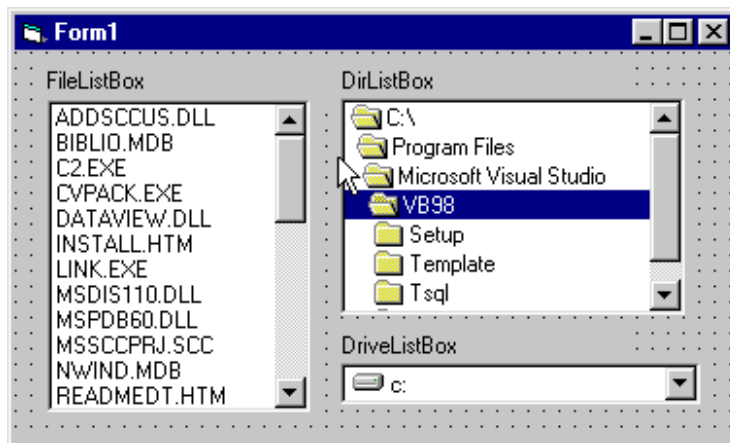 Form1
FileListBox
ADDSCCUS.DLL
BIBLIO.MDB
C2.EXE
CVPACK.EXE
DATAVIEW.DLL
INSTALL.HTM
LINK.EXE
MSDIS110.DLL
MSPDB60.DLL
MSSCCPRJ.SCC
NWIND.MDB
READMEDT.HTM
DirListBox
C:\
Program Files
Microsoft Visual Studio
VB98
Setup
Template
Tsql
DriveListBox
c: